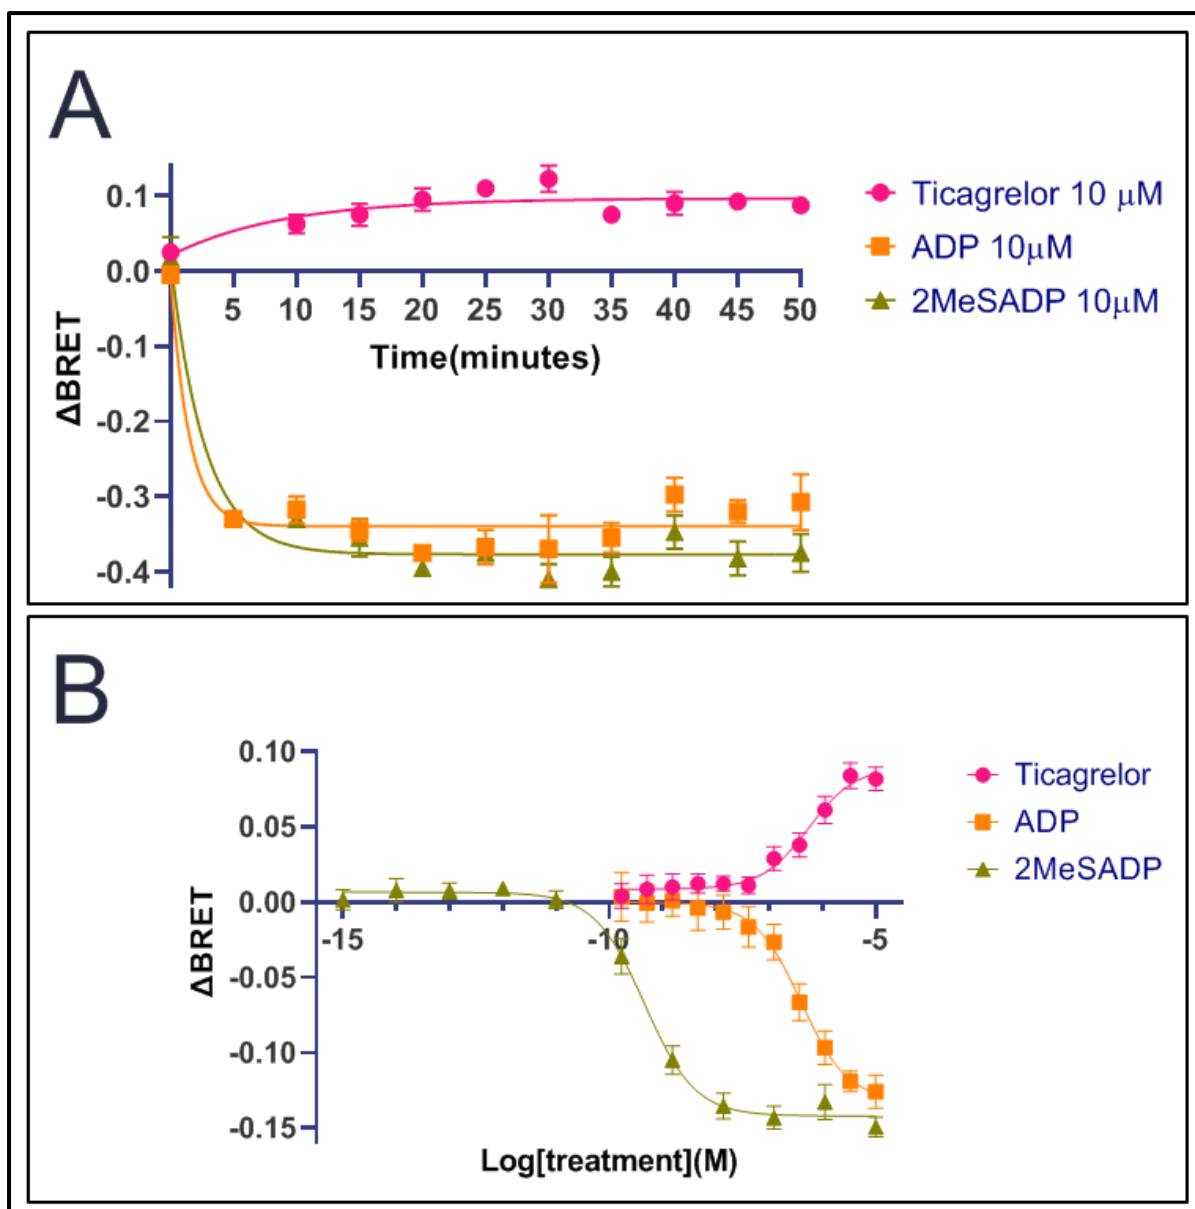 A
0.1
0.0
-0.1
-0.2
-0.3
-0.4
ΔBRET
5 10 15 20 25 30 35 40 45 50
Time(minutes)
Ticagrelor 10 μM
ADP 10μM
2MeSADP 10μM
B
0.10
0.05
0.00
-0.05
-0.10
-0.15
ΔBRET
-15 -10 -5
Log[treatment](M)
Ticagrelor
ADP
2MeSADP